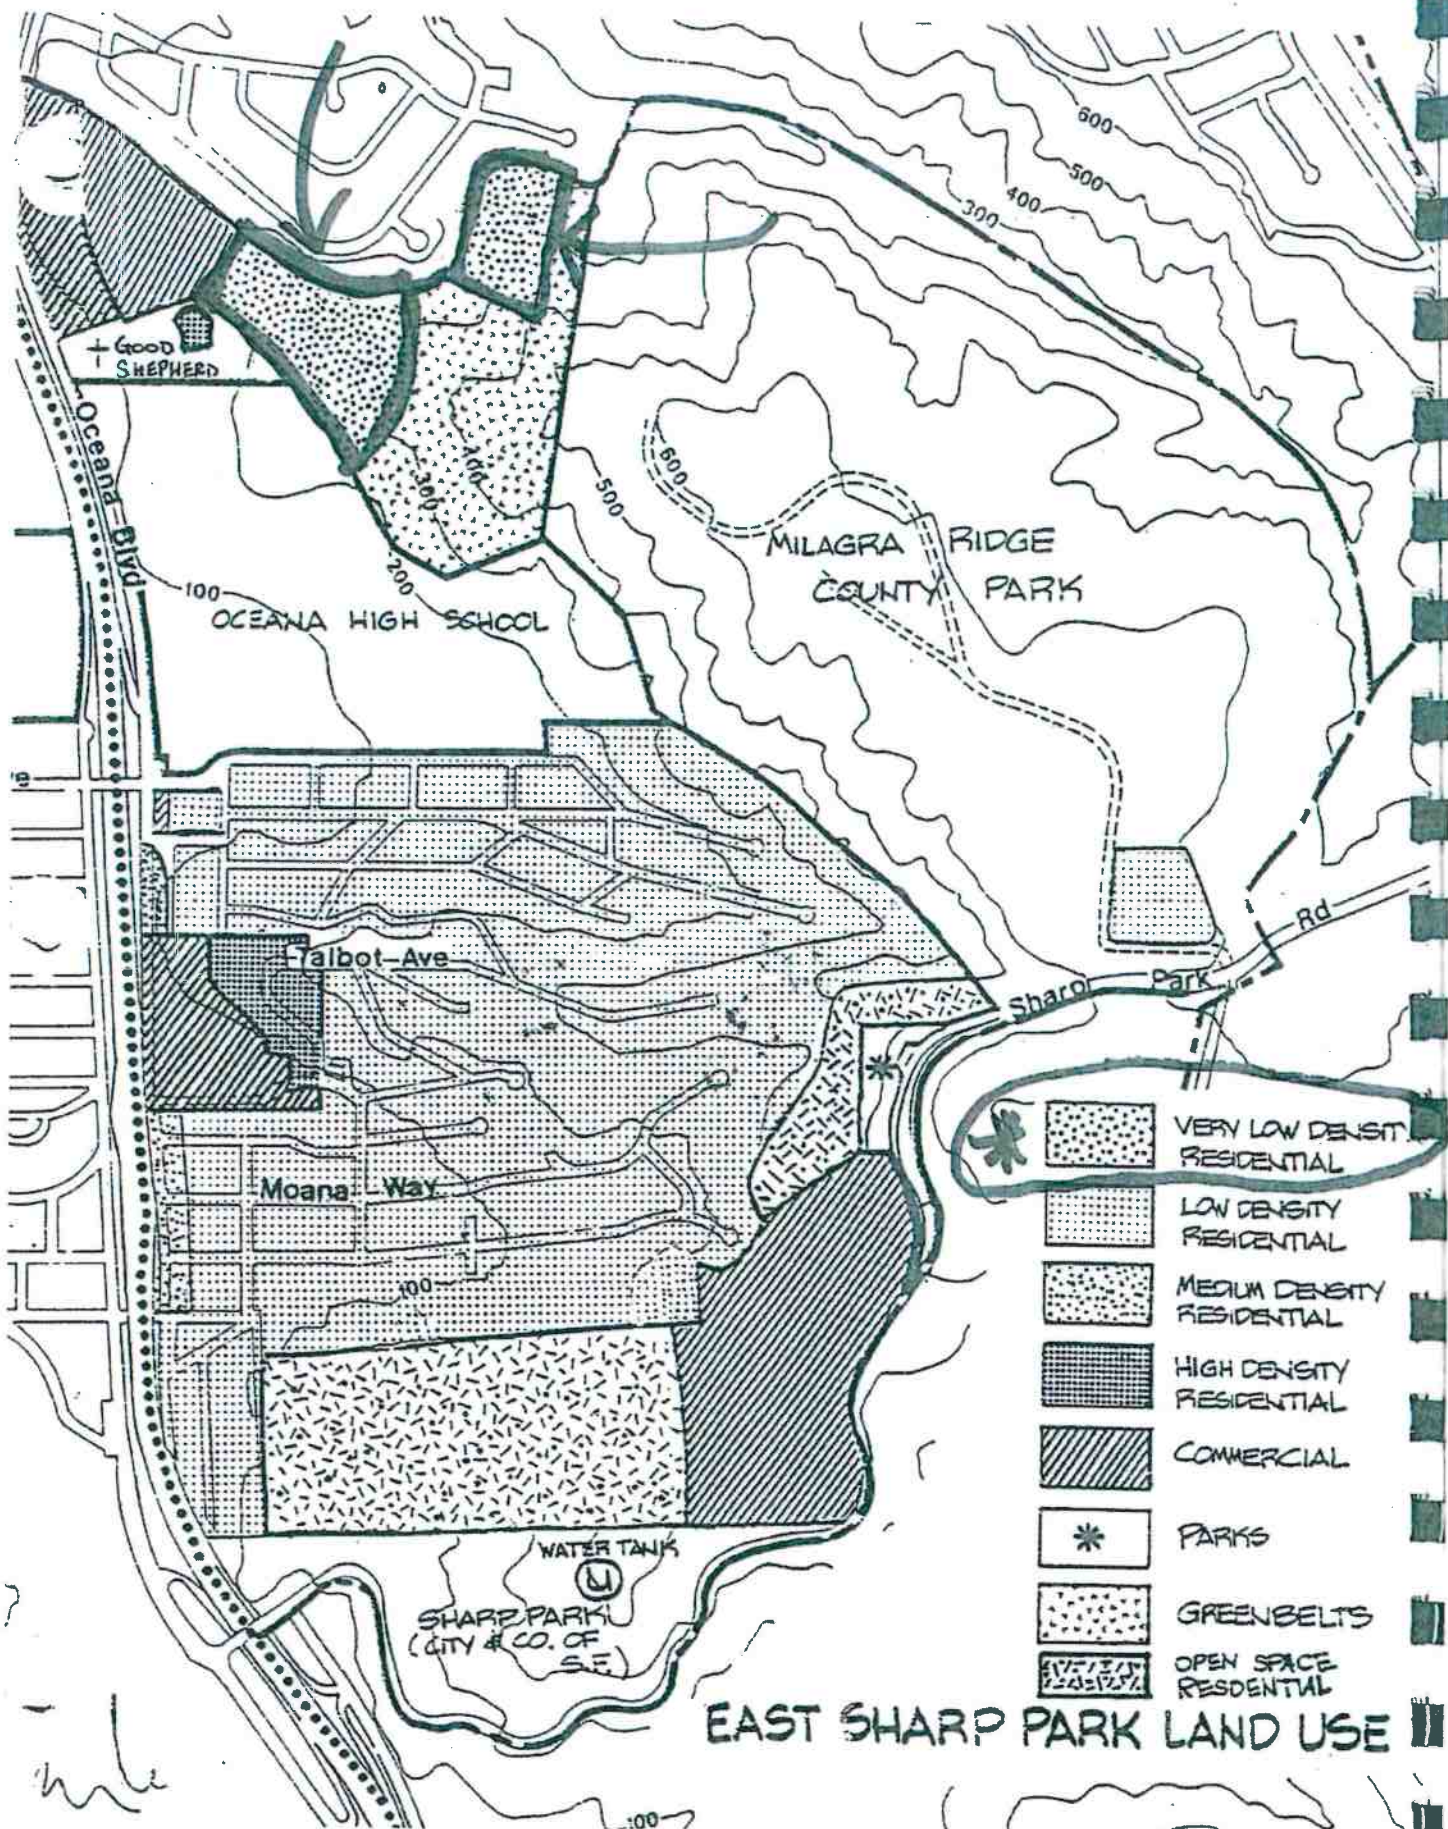 600
500
400
300
+ GOOD
SHEPHERD
Oceana Blvd
400
300
600
500
MILAGRA RIDGE
COUNTY PARK
200
100
OCEANA HIGH SCHOOL
Talbot Ave
Sharp Park Rd
Moana Way
100
VERY LOW DENSIT
RESIDENTIAL
LOW DENSITY
RESIDENTIAL
MEDIUM DENSITY
RESIDENTIAL
HIGH DENSITY
RESIDENTIAL
COMMERCIAL
PARKS
GREENBELTS
OPEN SPACE
RESDENTIAL
WATER TANK
SHARP PARK
(CITY & CO. OF
S.F.)
EAST SHARP PARK LAND USE
100